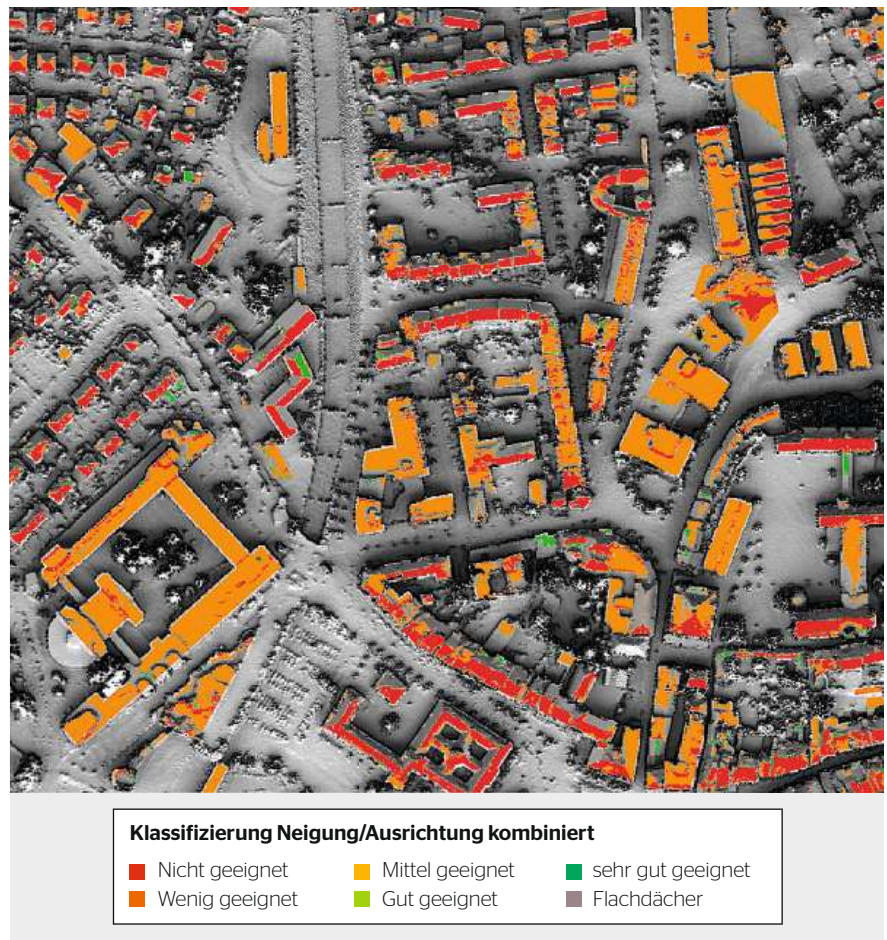 Klassifizierung Neigung/Ausrichtung kombiniert
Nicht geeignet
Mittel geeignet
sehr gut geeignet
Wenig geeignet
Gut geeignet
Flachdächer